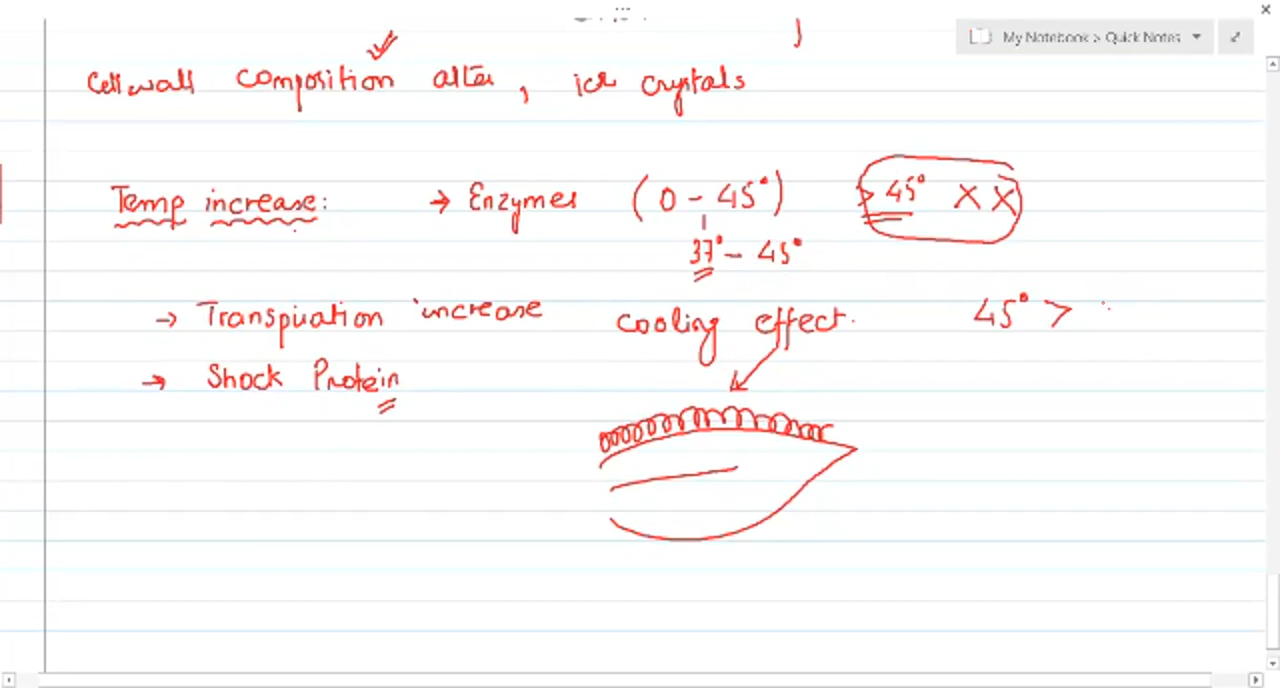 My Notebook > Quick Notes
Cellwall composition alter , ice crystals
Temp increase: → Enzymes (0 - 45°) > 45° X X
37° - 45°
→ Transpiration increase cooling effect. 45° >
→ Shock Protein